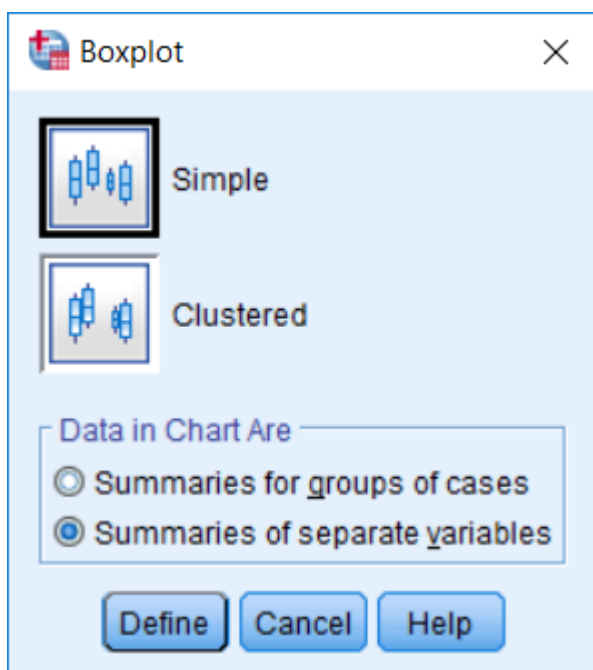 Boxplot
Simple
Clustered
Data in Chart Are
Summaries for groups of cases
Summaries of separate variables
Define Cancel Help